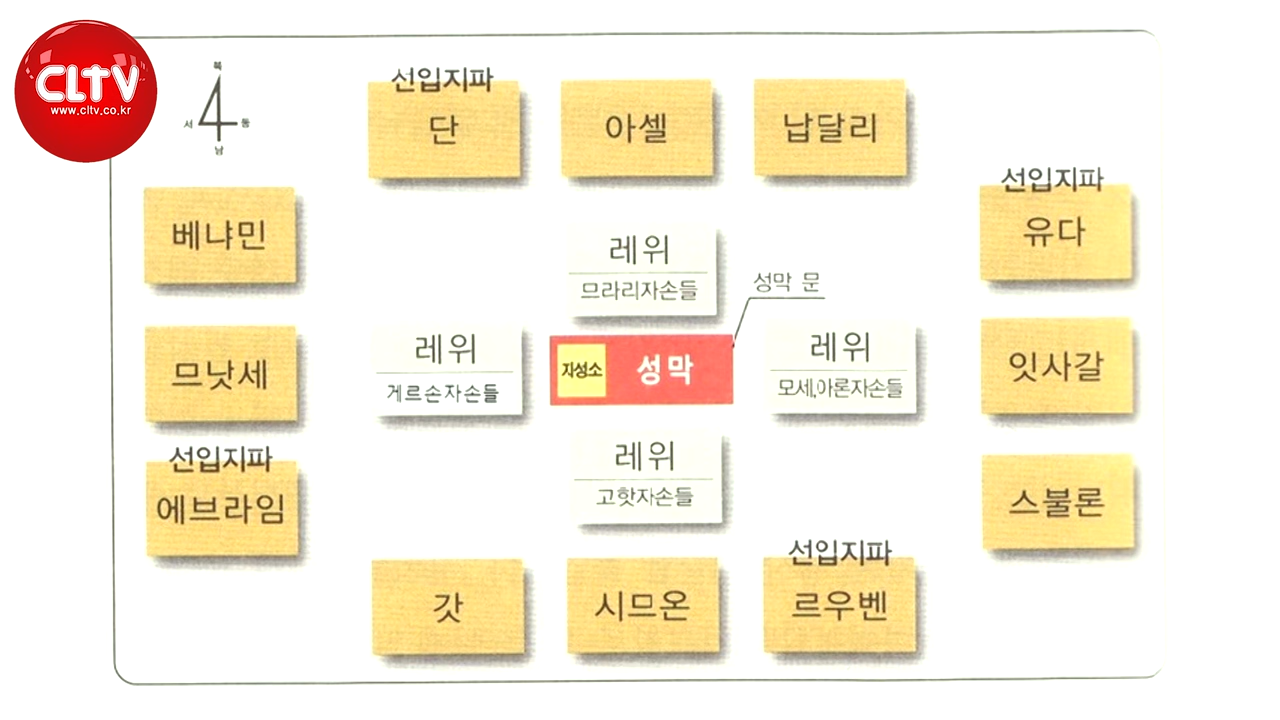 CLTV
www.cltv.co.kr
북
서
동
남
선입지파
단
아셀
납달리
선입지파
유다
베냐민
레위
므라리자손들
성막 문
므낫세
레위
게르손자손들
지성소
성막
레위
모세,아론자손들
잇사갈
선입지파
에브라임
레위
고핫자손들
스불론
갓
시므온
선입지파
르우벤